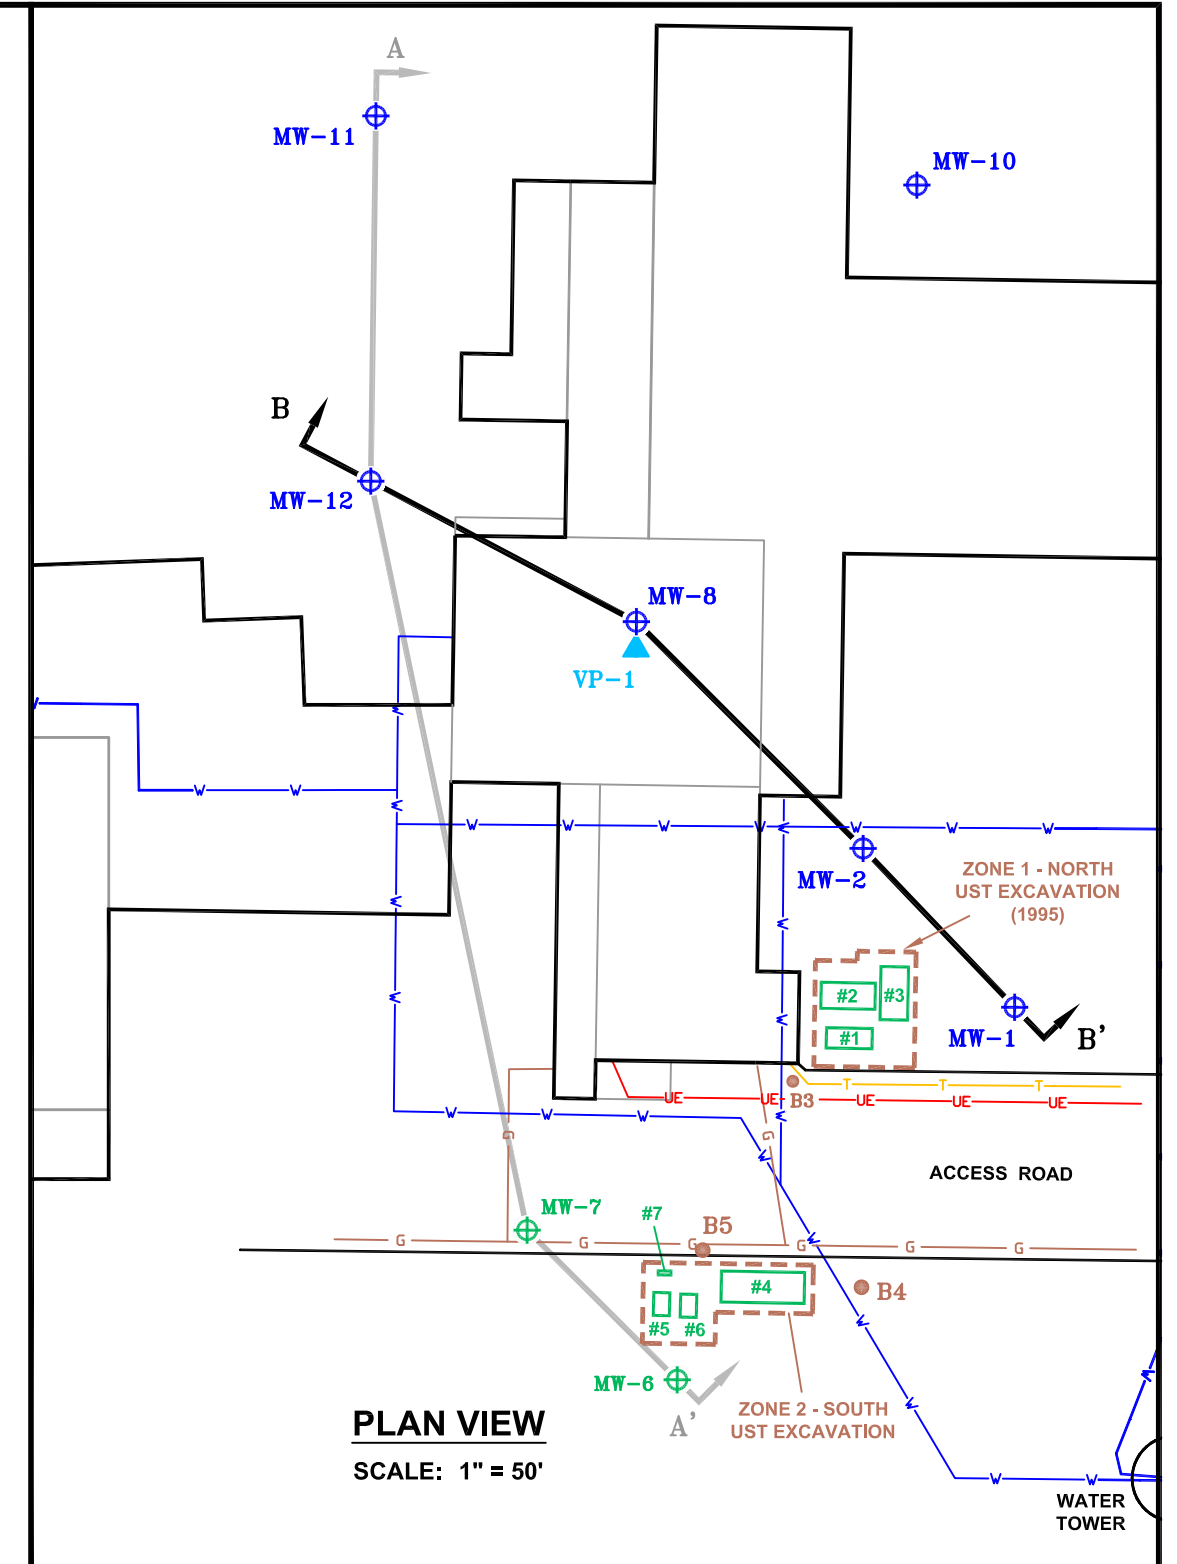 A
MW-11
MW-10
B
MW-12
MW-8
VP-1
W
W W
W
W W W W W W W
W
MW-2
ZONE 1 - NORTH
UST EXCAVATION
(1995)
W
W
W
#2 #3
#1
W
MW-1 B'
T T T
UE UE UE UE UE
B3
W W W
W
G G
W
ACCESS ROAD
MW-7
#7
B5
G G G G G G
W
#4
B4
#5 #6
W
MW-6
A'
ZONE 2 - SOUTH
UST EXCAVATION
W
W
PLAN VIEW
SCALE: 1" = 50'
W W
WATER
TOWER